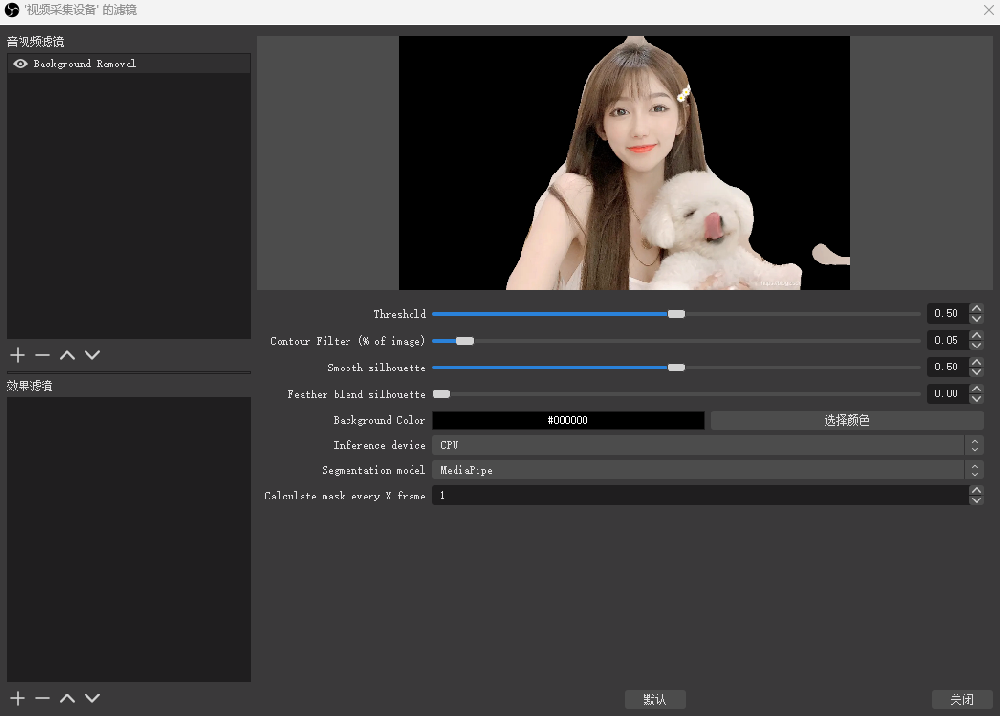 '视频采集设备' 的滤镜
音视频滤镜
Background Removal
Threshold 0.50
Contour Filter (% of image) 0.05
Smooth silhouette 0.50
Feather blend silhouette 0.00
Background Color #000000 选择颜色
Inference device CPU
Segmentation model MediaPipe
Calculate mask every X frame 1
效果滤镜
默认 关闭